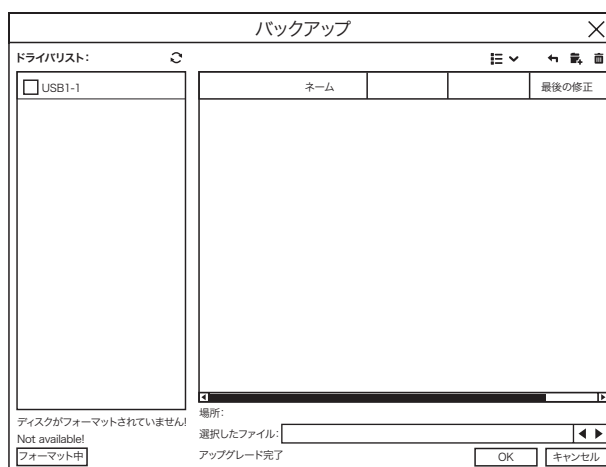 バックアップ
ドライバリスト:
USB1-1
ネーム
最後の修正
ディスクがフォーマットされていません!
Not available!
フォーマット中
場所:
選択したファイル:
アップグレード完了
OK
キャンセル